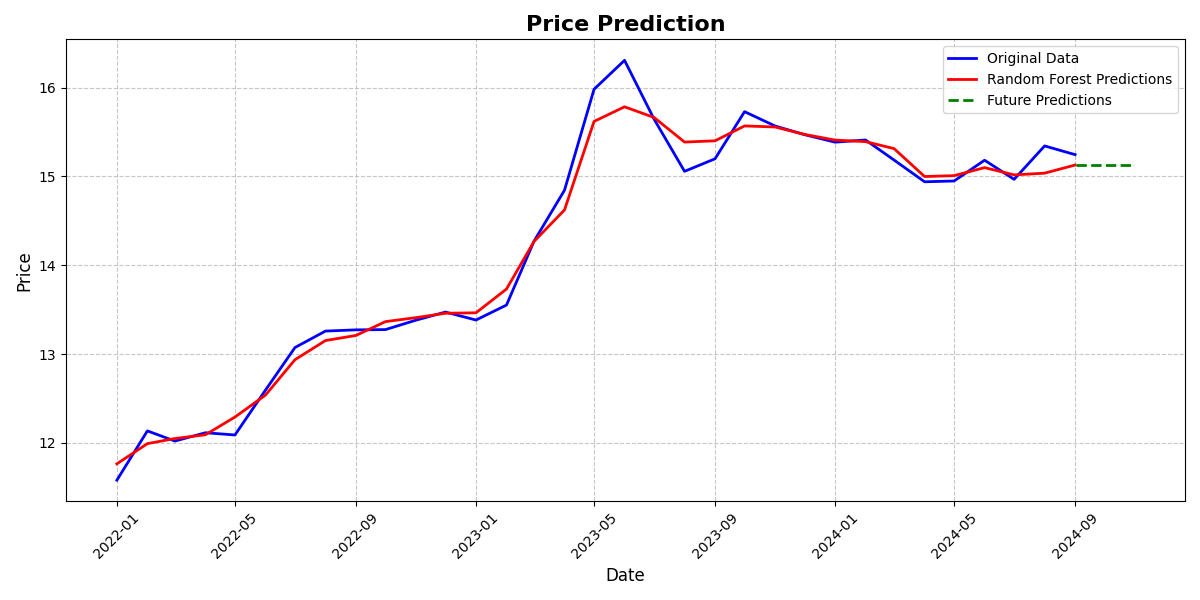 Price Prediction
Original Data
Random Forest Predictions
Future Predictions
Price
16
15
14
13
12
2022-01
2022-05
2022-09
2023-01
2023-05
2023-09
2024-01
2024-05
2024-09
Date